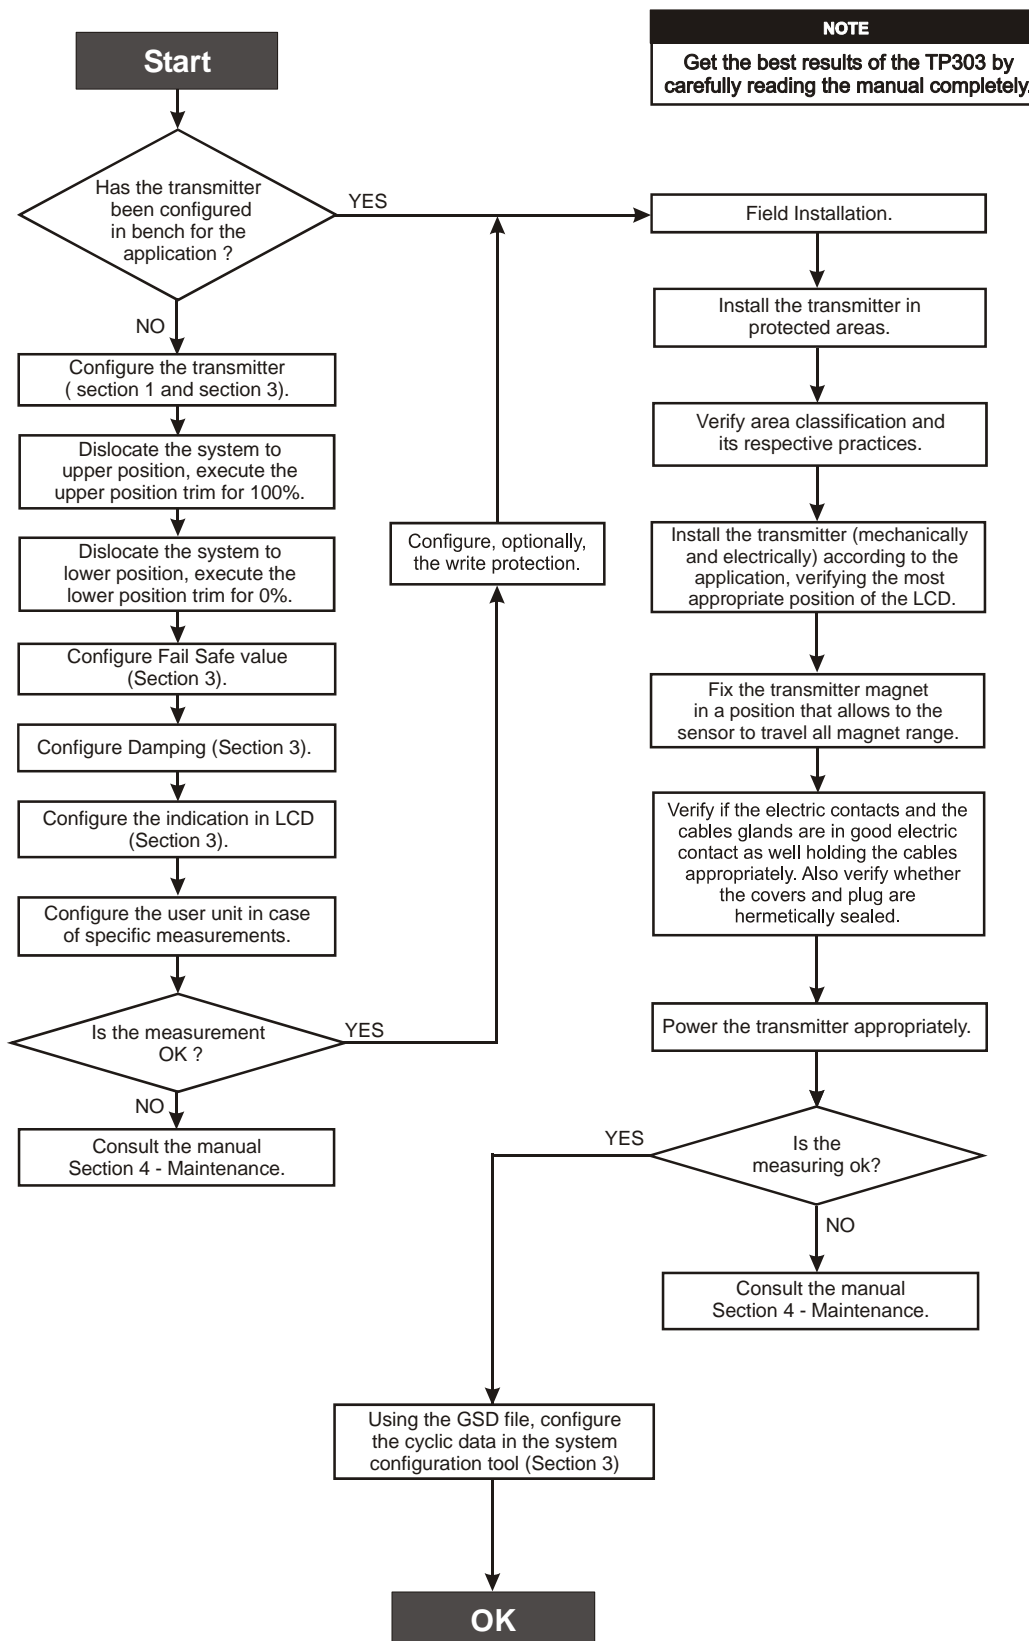 NOTE
Get the best results of the TP303 by
carefully reading the manual completely.
Start
Has the transmitter
been configured
in bench for the
application ?
YES
NO
Configure the transmitter
( section 1 and section 3).
Dislocate the system to
upper position, execute the
upper position trim for 100%.
Dislocate the system to
lower position, execute the
lower position trim for 0%.
Configure Fail Safe value
(Section 3).
Configure Damping (Section 3).
Configure the indication in LCD
(Section 3).
Configure the user unit in case
of specific measurements.
Is the measurement
OK ?
YES
NO
Consult the manual
Section 4 - Maintenance.
Configure, optionally,
the write protection.
Field Installation.
Install the transmitter in
protected areas.
Verify area classification and
its respective practices.
Install the transmitter (mechanically
and electrically) according to the
application, verifying the most
appropriate position of the LCD.
Fix the transmitter magnet
in a position that allows to the
sensor to travel all magnet range.
Verify if the electric contacts and the
cables glands are in good electric
contact as well holding the cables
appropriately. Also verify whether
the covers and plug are
hermetically sealed.
Power the transmitter appropriately.
Is the
measuring ok?
YES
NO
Consult the manual
Section 4 - Maintenance.
Using the GSD file, configure
the cyclic data in the system
configuration tool (Section 3)
OK